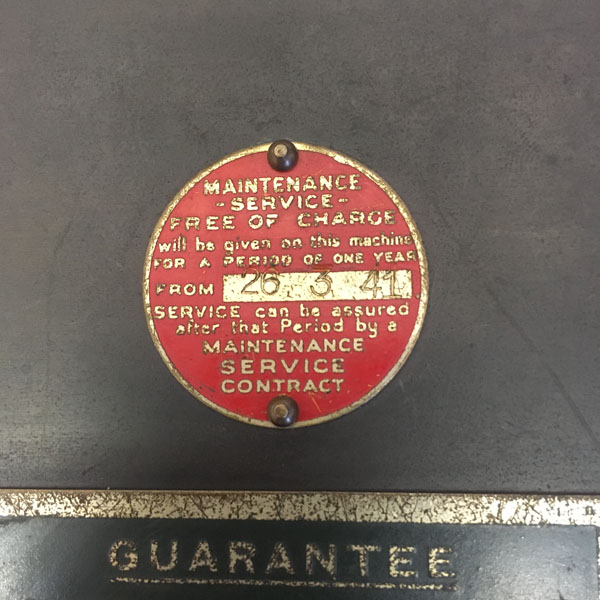 MAINTENANCE
-SERVICE-
FREE OF CHARGE
will be given on this machine
FOR A PERIOD OF ONE YEAR
FROM 26 3 41
SERVICE can be assured
after that Period by a
MAINTENANCE
SERVICE
CONTRACT
GUARANTEE